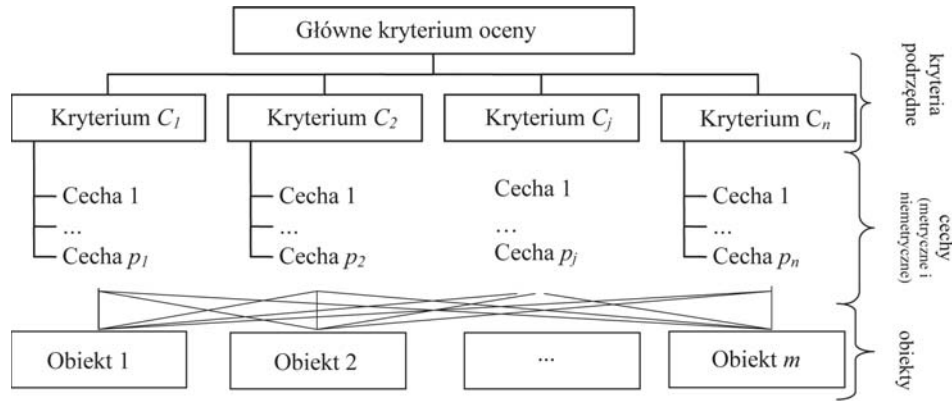 Główne kryterium oceny
Kryterium C₁
Kryterium C₂
Kryterium Cⱼ
Kryterium Cₙ
kryteria
podrzędne
Cecha 1
...
Cecha p₁
Cecha 1
...
Cecha p₂
Cecha 1
...
Cecha pⱼ
Cecha 1
...
Cecha pₙ
cechy
(metryczne i
niemetryczne)
Obiekt 1
Obiekt 2
...
Obiekt m
obiekty